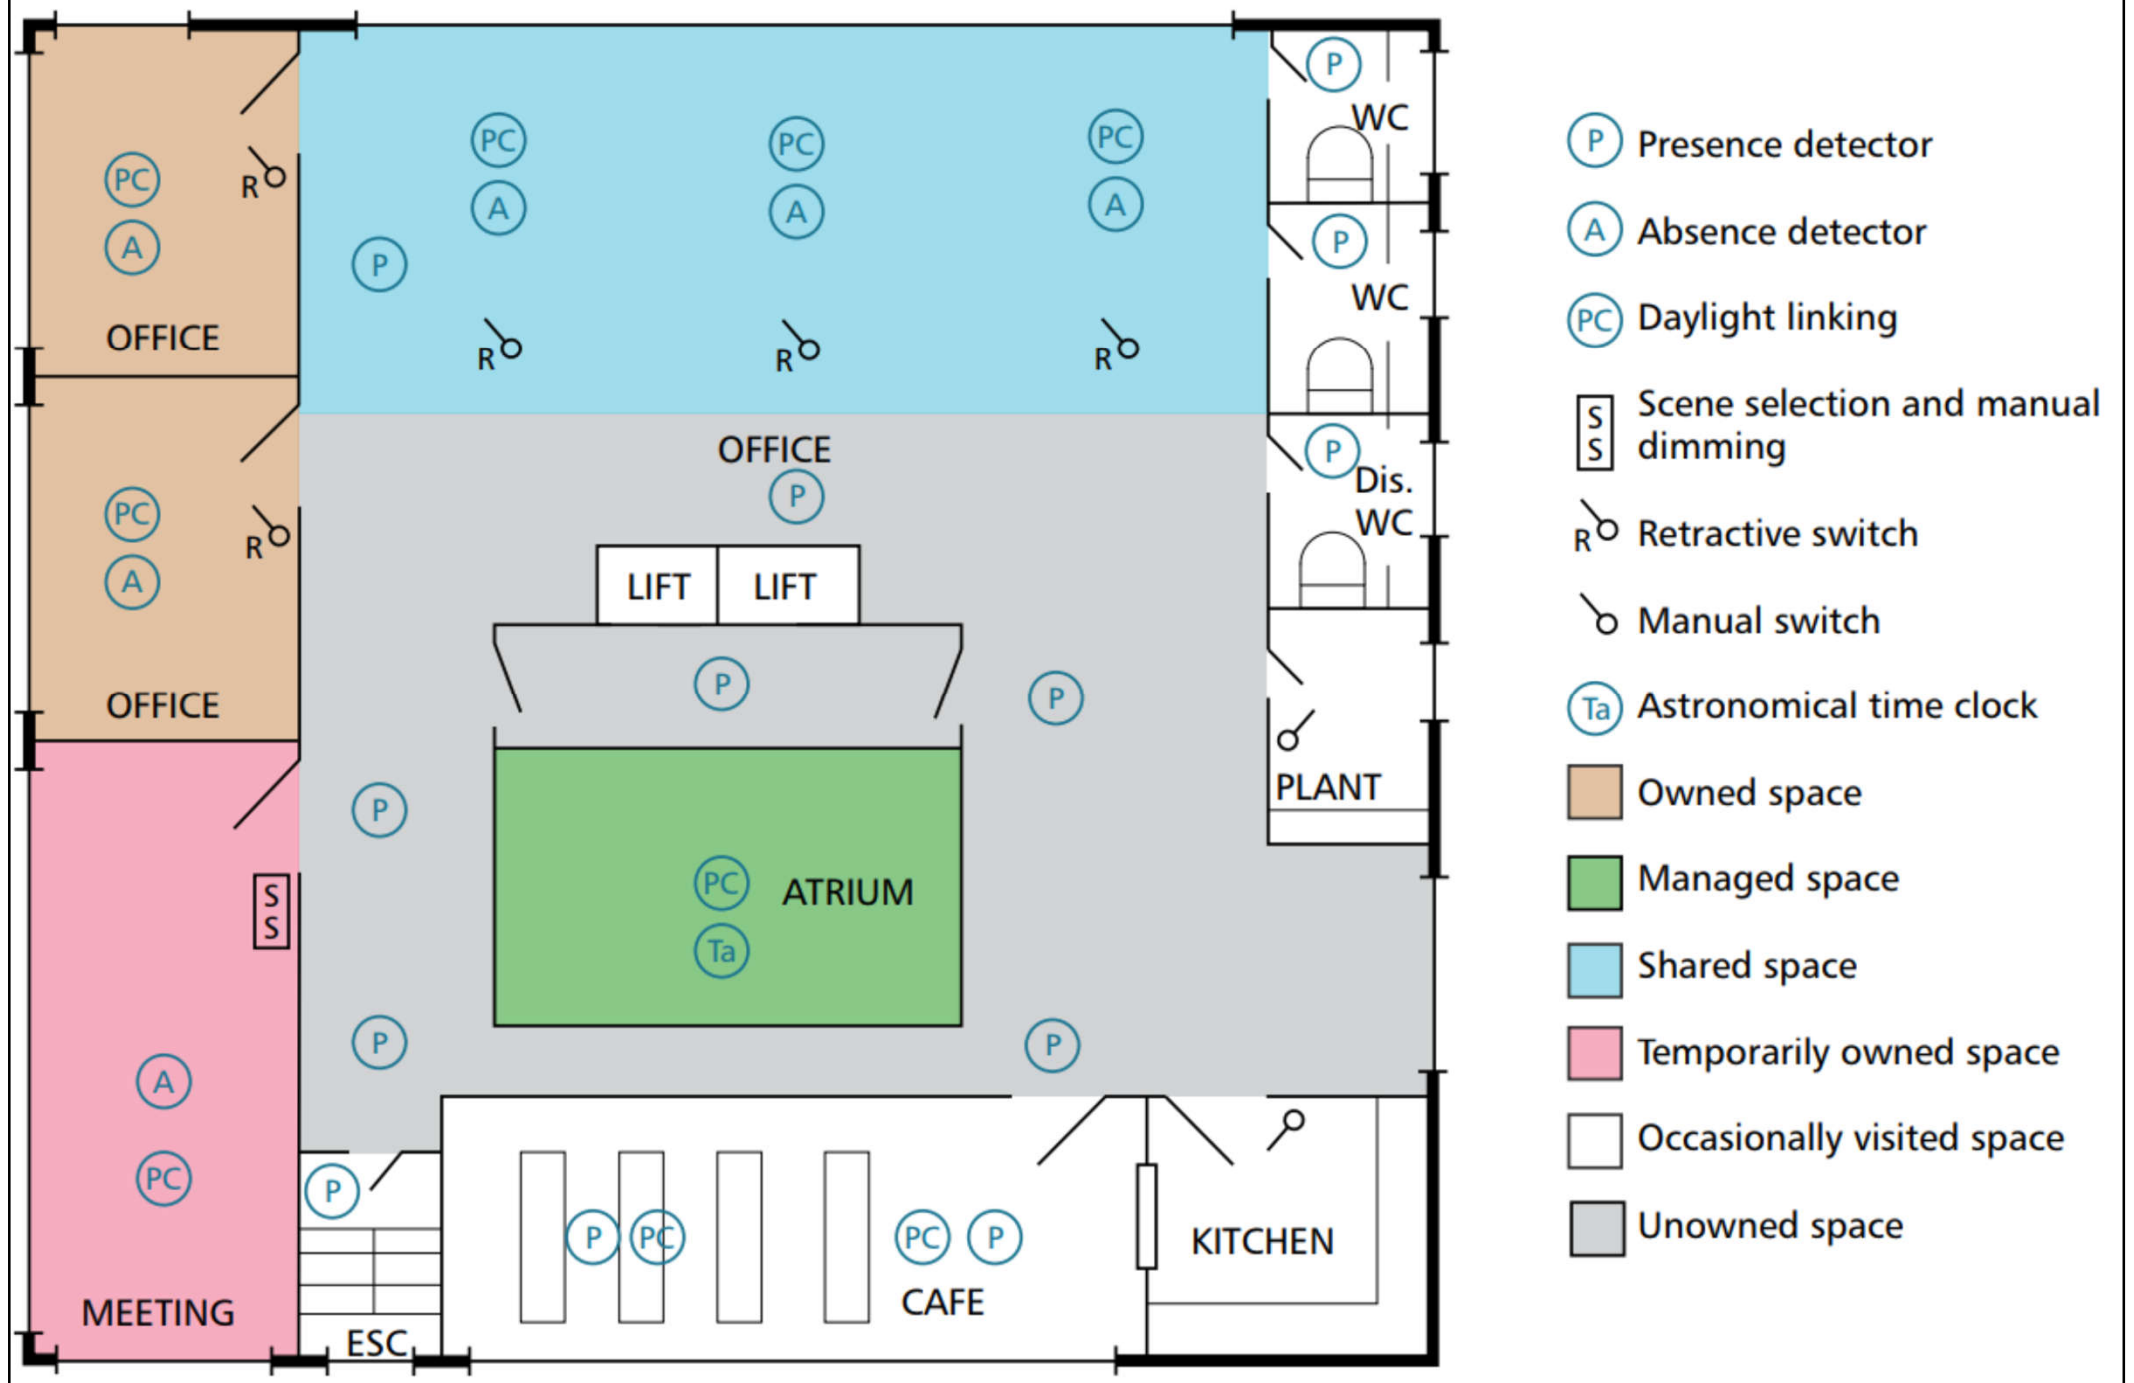 P
WC
PC
PC
PC
PC
A
A
A
A
R
P
P
WC
OFFICE
R
R
R
OFFICE
P
P
Dis.
WC
PC
A
R
LIFT
LIFT
OFFICE
P
P
PLANT
P
S
S
PC
ATRIUM
Ta
P
P
A
PC
P
P
PC
PC
P
KITCHEN
CAFE
MEETING
ESC
P
Presence detector
A
Absence detector
PC
Daylight linking
S
S
Scene selection and manual
dimming
R
Retractive switch
Manual switch
Ta
Astronomical time clock
Owned space
Managed space
Shared space
Temporarily owned space
Occasionally visited space
Unowned space